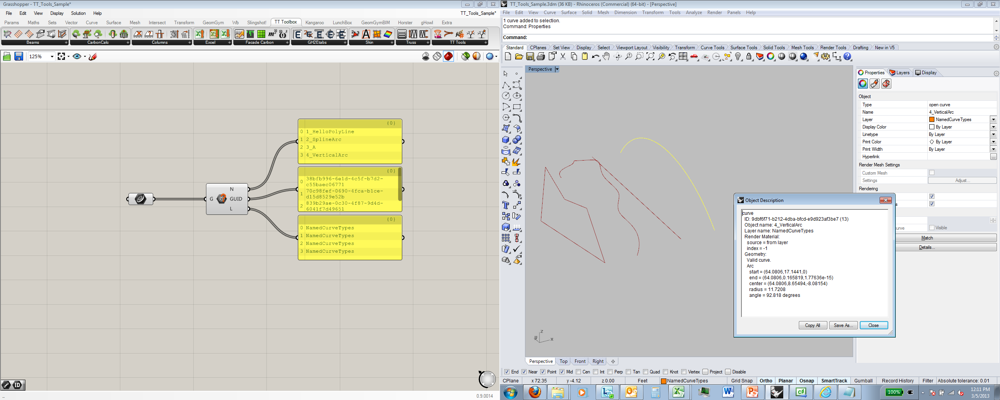 Grasshopper - TT_Tools_Sample*
File Edit View Display Solution Help
TT_Tools_Sample*
Params Maths Sets Vector Curve Surface Mesh Intersect Transform GeomGym Wb Slingshot! TT Toolbox Kangaroo LunchBox GeomGymBIM Horster gHowl Extra
Beams CarbonCalc Columns Excel Facade Carbon GH2Etabs Skin Truss TT Tools
125%
{0}
0 1_HelloPolyLine
1 2_SplineArc
2 3_A
3 4_VerticalArc
{0}
0 38bfb996-6e1d-4c5f-b7d2-
c55baec06771
1 70c98fef-0690-4fca-b1ce-
d15d8529e52b
2 839b29ae-0c30-4f87-9d4d-
6041f7d49651
N
G GUID
L
{0}
0 NamedCurveTypes
1 NamedCurveTypes
2 NamedCurveTypes
3 NamedCurveTypes
ID
0.9.0014
TT_Tools_Sample.3dm (36 KB) - Rhinoceros (Commercial) (64-bit) - [Perspective]
File Edit View Curve Surface Solid Mesh Dimension Transform Tools Analyze Render Panels Help
1 curve added to selection.
Command: Properties
Command:
Standard CPlanes Set View Display Select Viewport Layout Visibility Transform Curve Tools Surface Tools Solid Tools Mesh Tools Render Tools Drafting New in V5
Perspective
Properties Layers Display
Object
Type open curve
Name 4_VerticalArc
Layer NamedCurveTypes
Display Color By Layer
Linetype By Layer
Print Color By Layer
Print Width By Layer
Hyperlink ...
Render Mesh Settings
Custom Mesh
Settings Adjust...
Rendering
s
urve Visible
Match
Details...
Object Description
curve
ID: 9dbf6f71-b212-4dba-bfcd-e9d923af3be7 (13)
Object name: 4_VerticalArc
Layer name: NamedCurveTypes
Render Material:
source = from layer
index = -1
Geometry:
Valid curve.
Arc
start = (64.0806,17.1441,0)
end = (64.0806,0.165819,1.77636e-15)
center = (64.0806,8.65494,-8.08154)
radius = 11.7208
angle = 92.818 degrees
Copy All Save As... Close
z
y
x
Perspective Top Front Right
End Near Point Mid Cen Int Perp Tan Quad Knot Vertex Project Disable
CPlane x 72.35 y -4.12 z 0.00 Feet NamedCurveTypes Grid Snap Ortho Planar Osnap SmartTrack Gumball Record History Filter Absolute tolerance: 0.01
100%
12:11 PM
3/5/2013